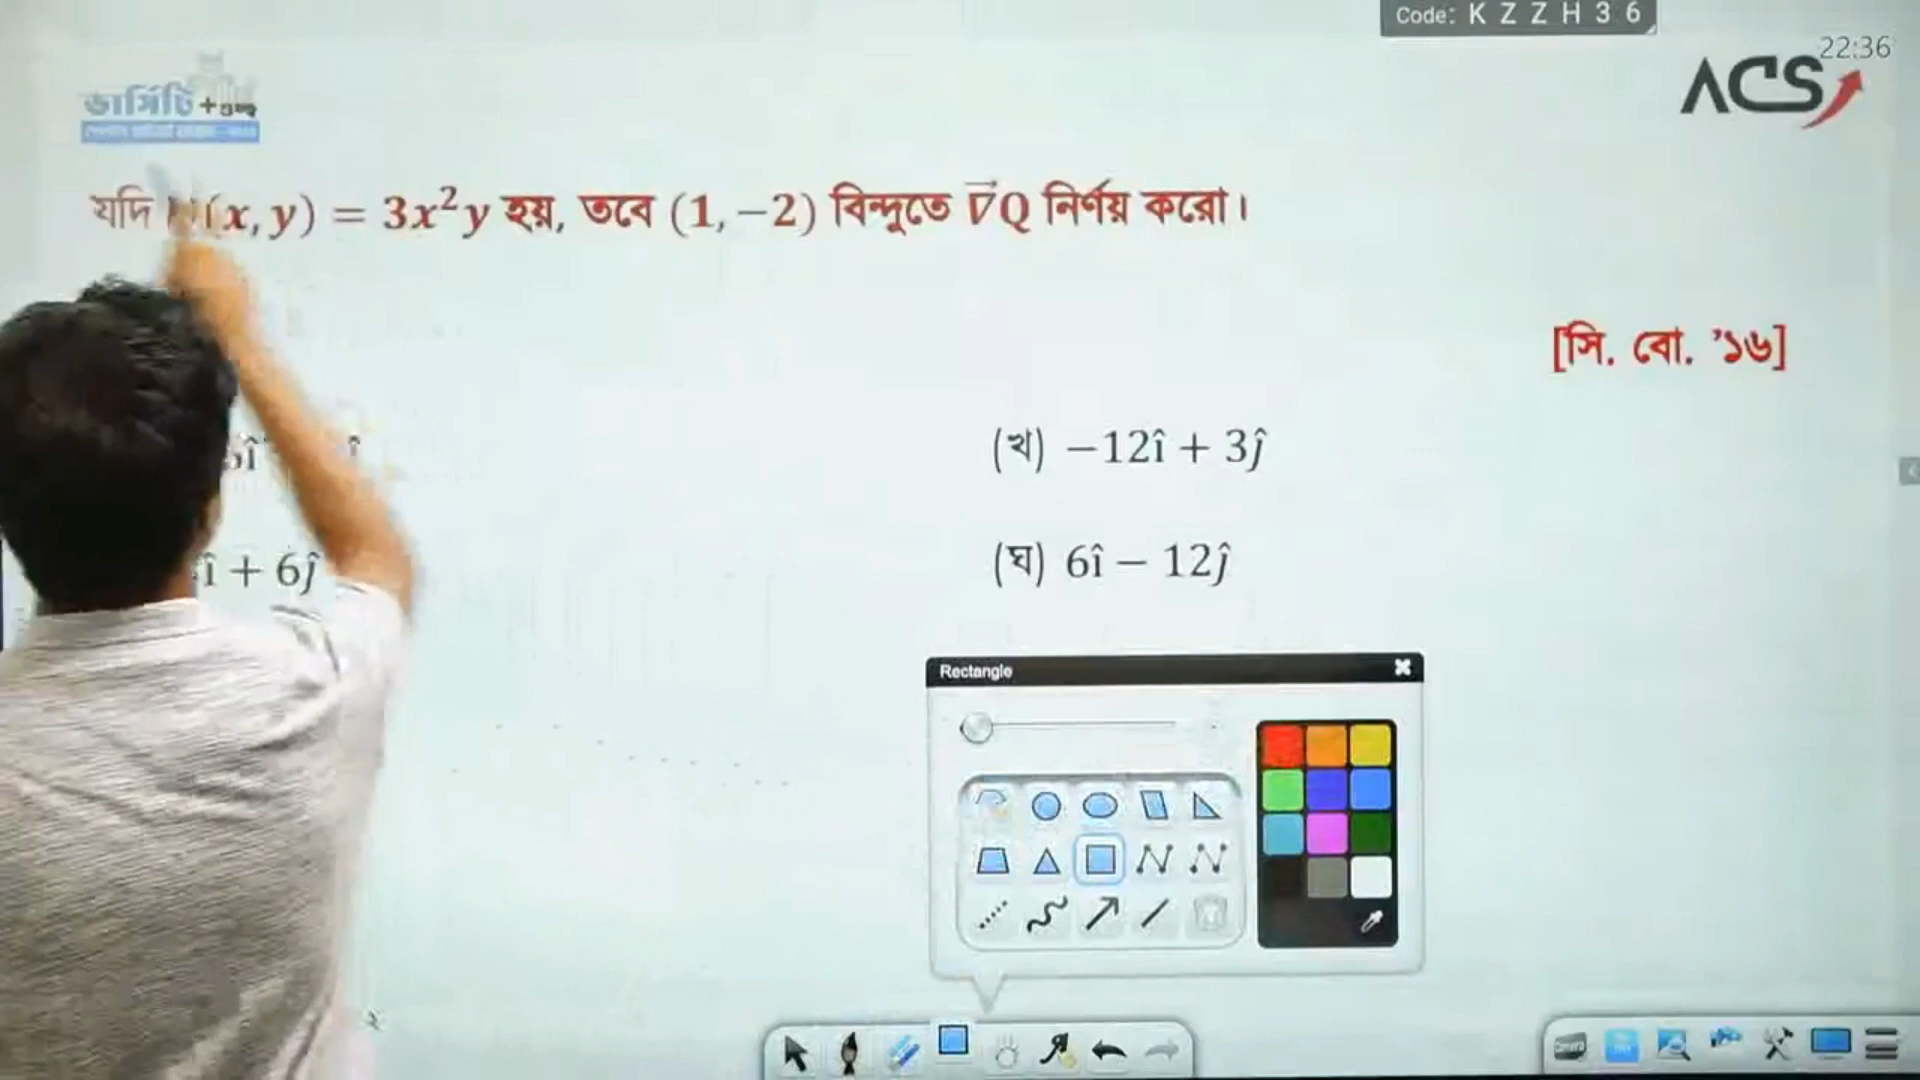 Code: K Z Z H 3 6
22:36
ACS
ভার্সিটি +
যদি (x, y) = 3x²y হয়, তবে (1, −2) বিন্দুতে ∇⃗Q নির্ণয় করো।
[সি. বো. ’১৬]
(খ) −12î + 3ĵ
î + 6ĵ
(ঘ) 6î − 12ĵ
Rectangle